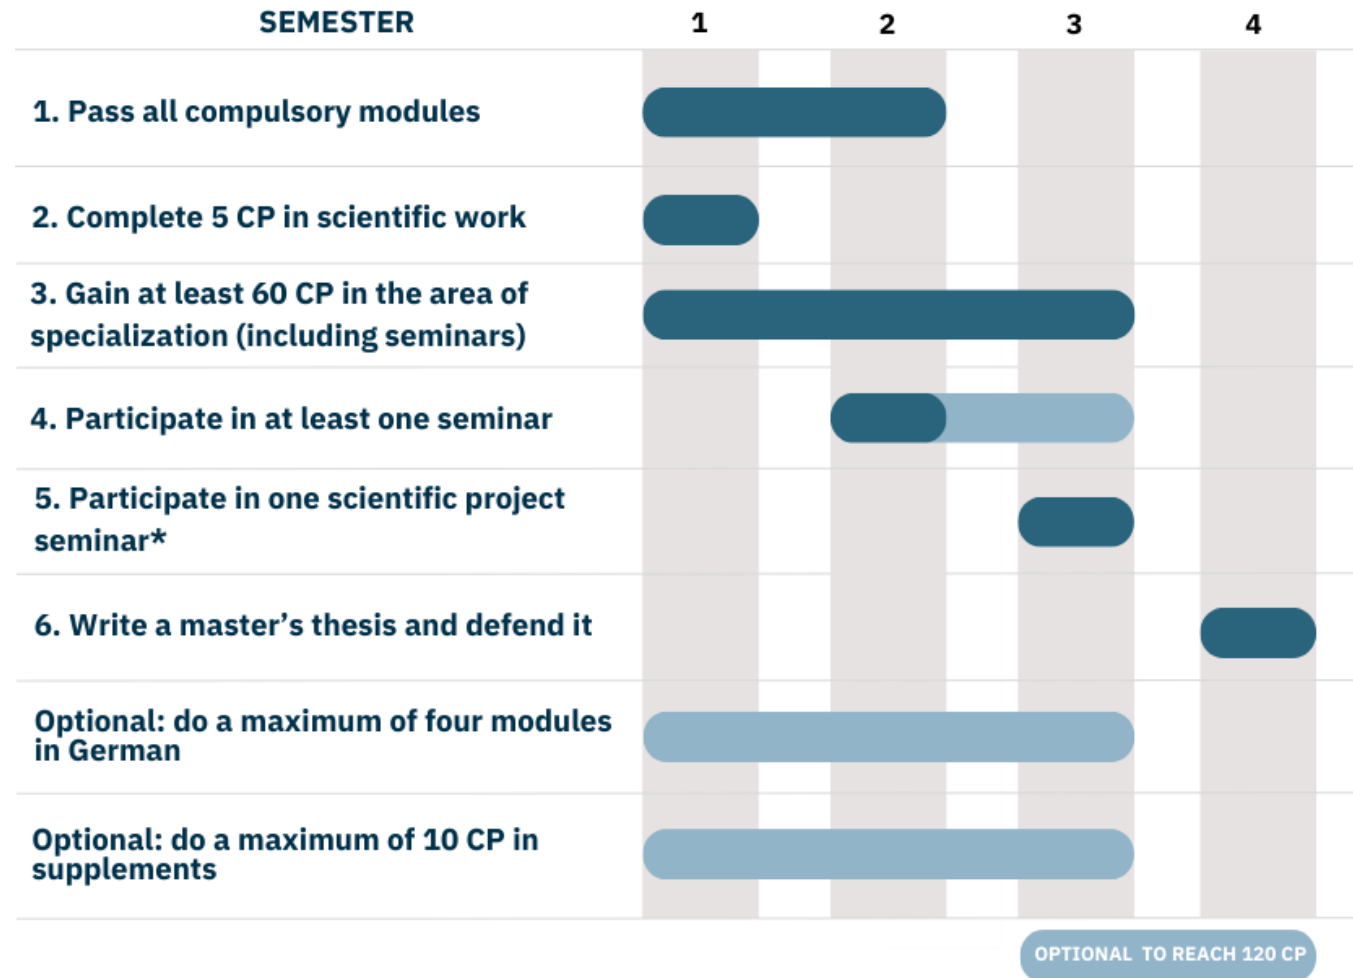 SEMESTER 1 2 3 4
1. Pass all compulsory modules
2. Complete 5 CP in scientific work
3. Gain at least 60 CP in the area of
specialization (including seminars)
4. Participate in at least one seminar
5. Participate in one scientific project
seminar*
6. Write a master’s thesis and defend it
Optional: do a maximum of four modules
in German
Optional: do a maximum of 10 CP in
supplements
OPTIONAL TO REACH 120 CP